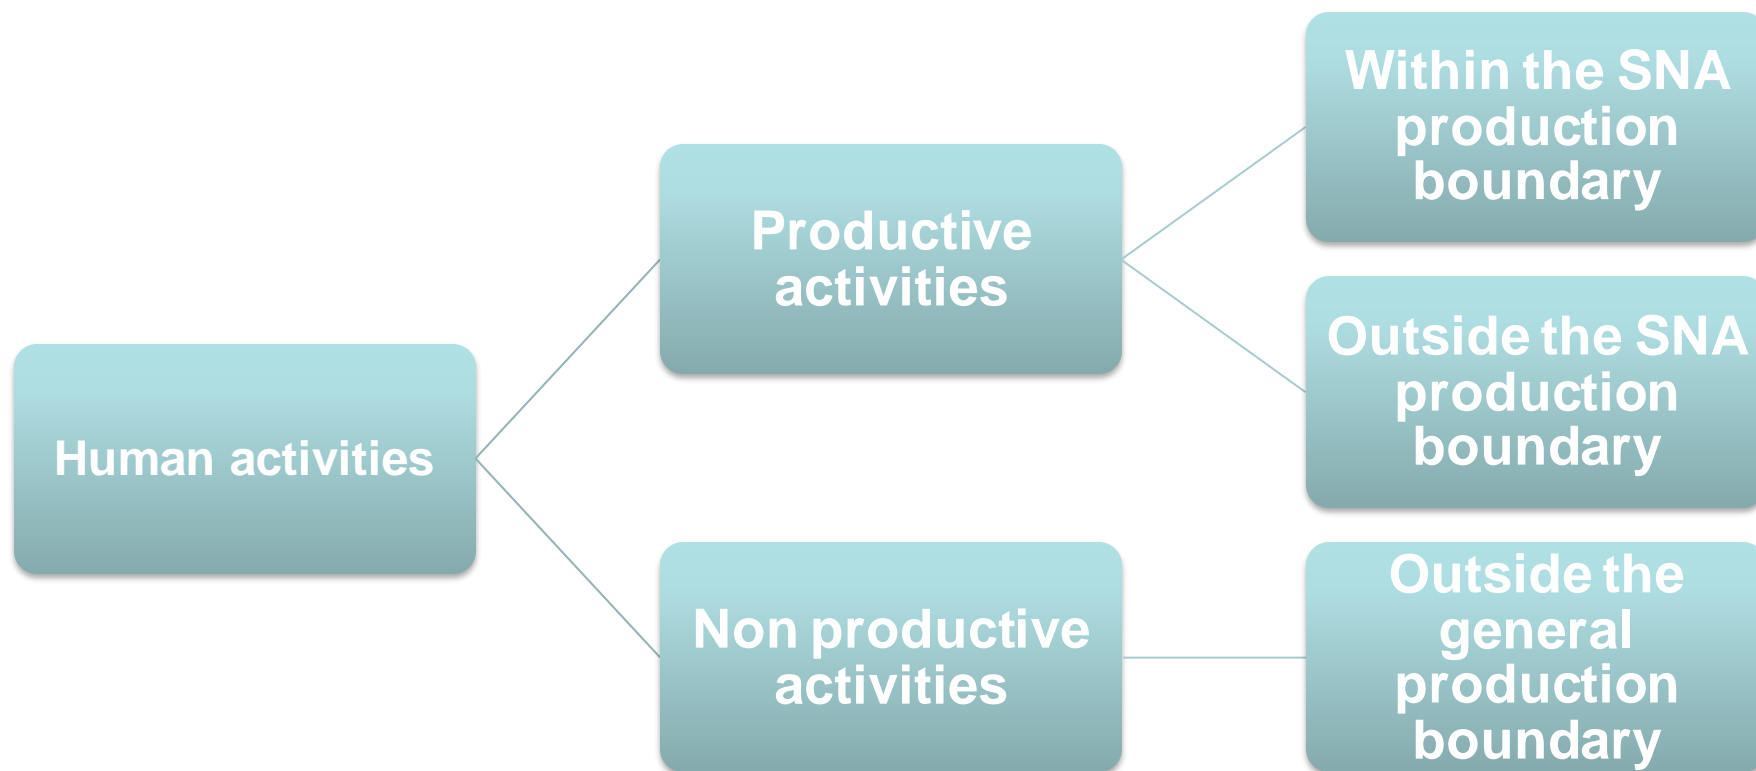 Human activities
Productive
activities
Non productive
activities
Within the SNA
production
boundary
Outside the SNA
production
boundary
Outside the
general
production
boundary